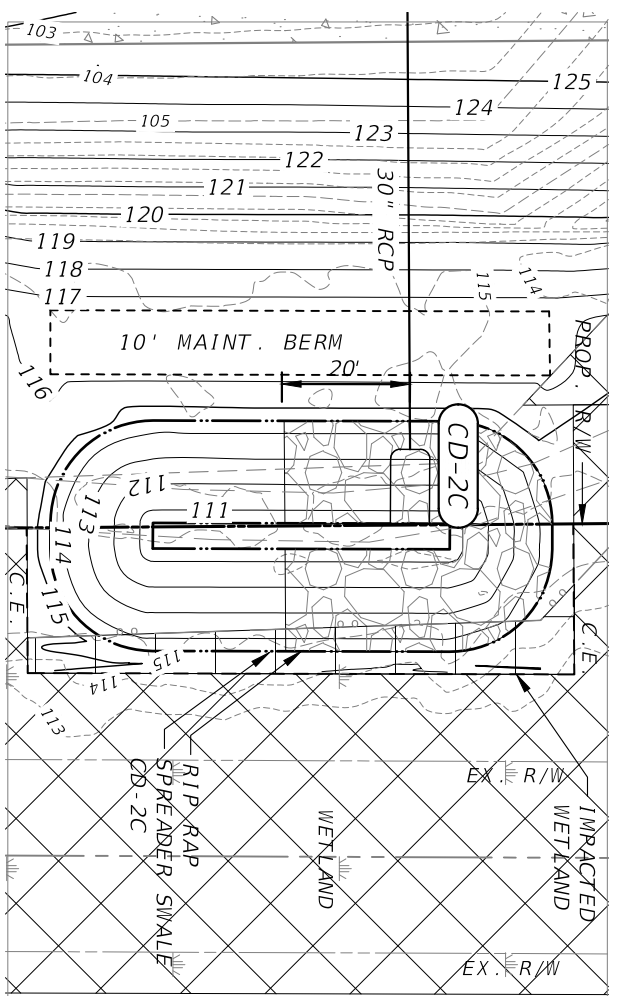 103
104
125
124
105
123
122
30" RCP
121
120
119
118
117
115
114
10' MAINT. BERM
PROP. R/W
20'
116
CD-2C
112
111
113
114
115
C.E.
C.E.
115
114
113
RIP RAP
SPREADER SWALE
CD-2C
EX. R/W
WETLAND
IMPACTED
WETLAND
EX. R/W